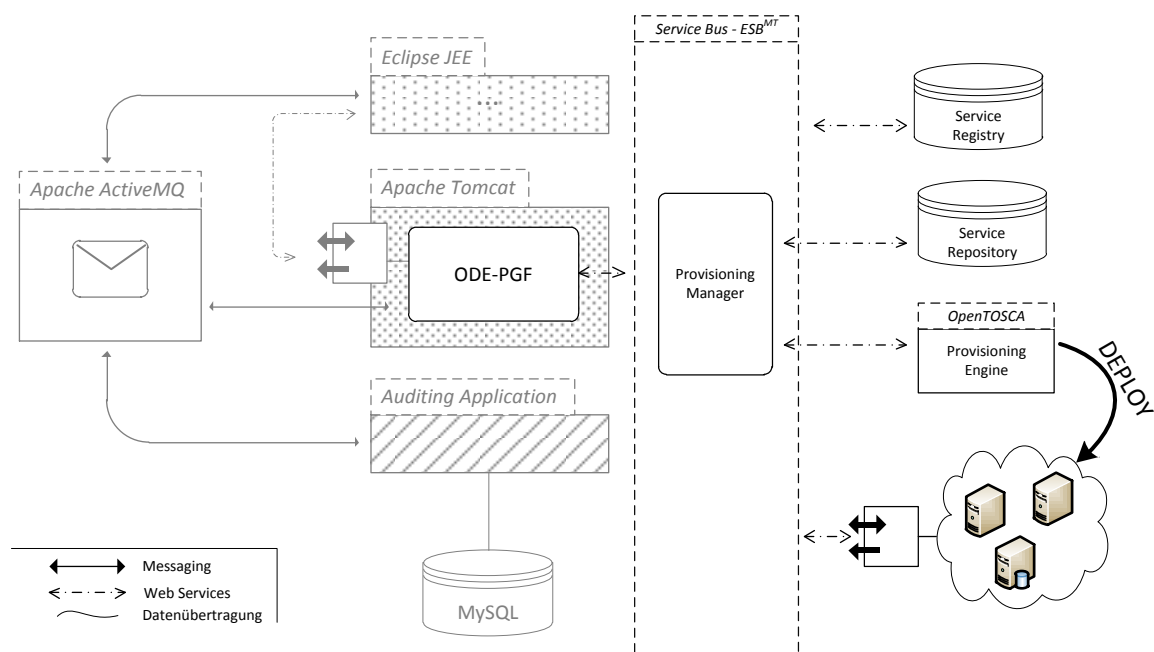 Service Bus - ESB^MT
Eclipse JEE
...
Apache ActiveMQ
Apache Tomcat
ODE-PGF
Auditing Application
MySQL
Provisioning
Manager
Service
Registry
Service
Repository
OpenTOSCA
Provisioning
Engine
DEPLOY
Messaging
Web Services
Datenübertragung